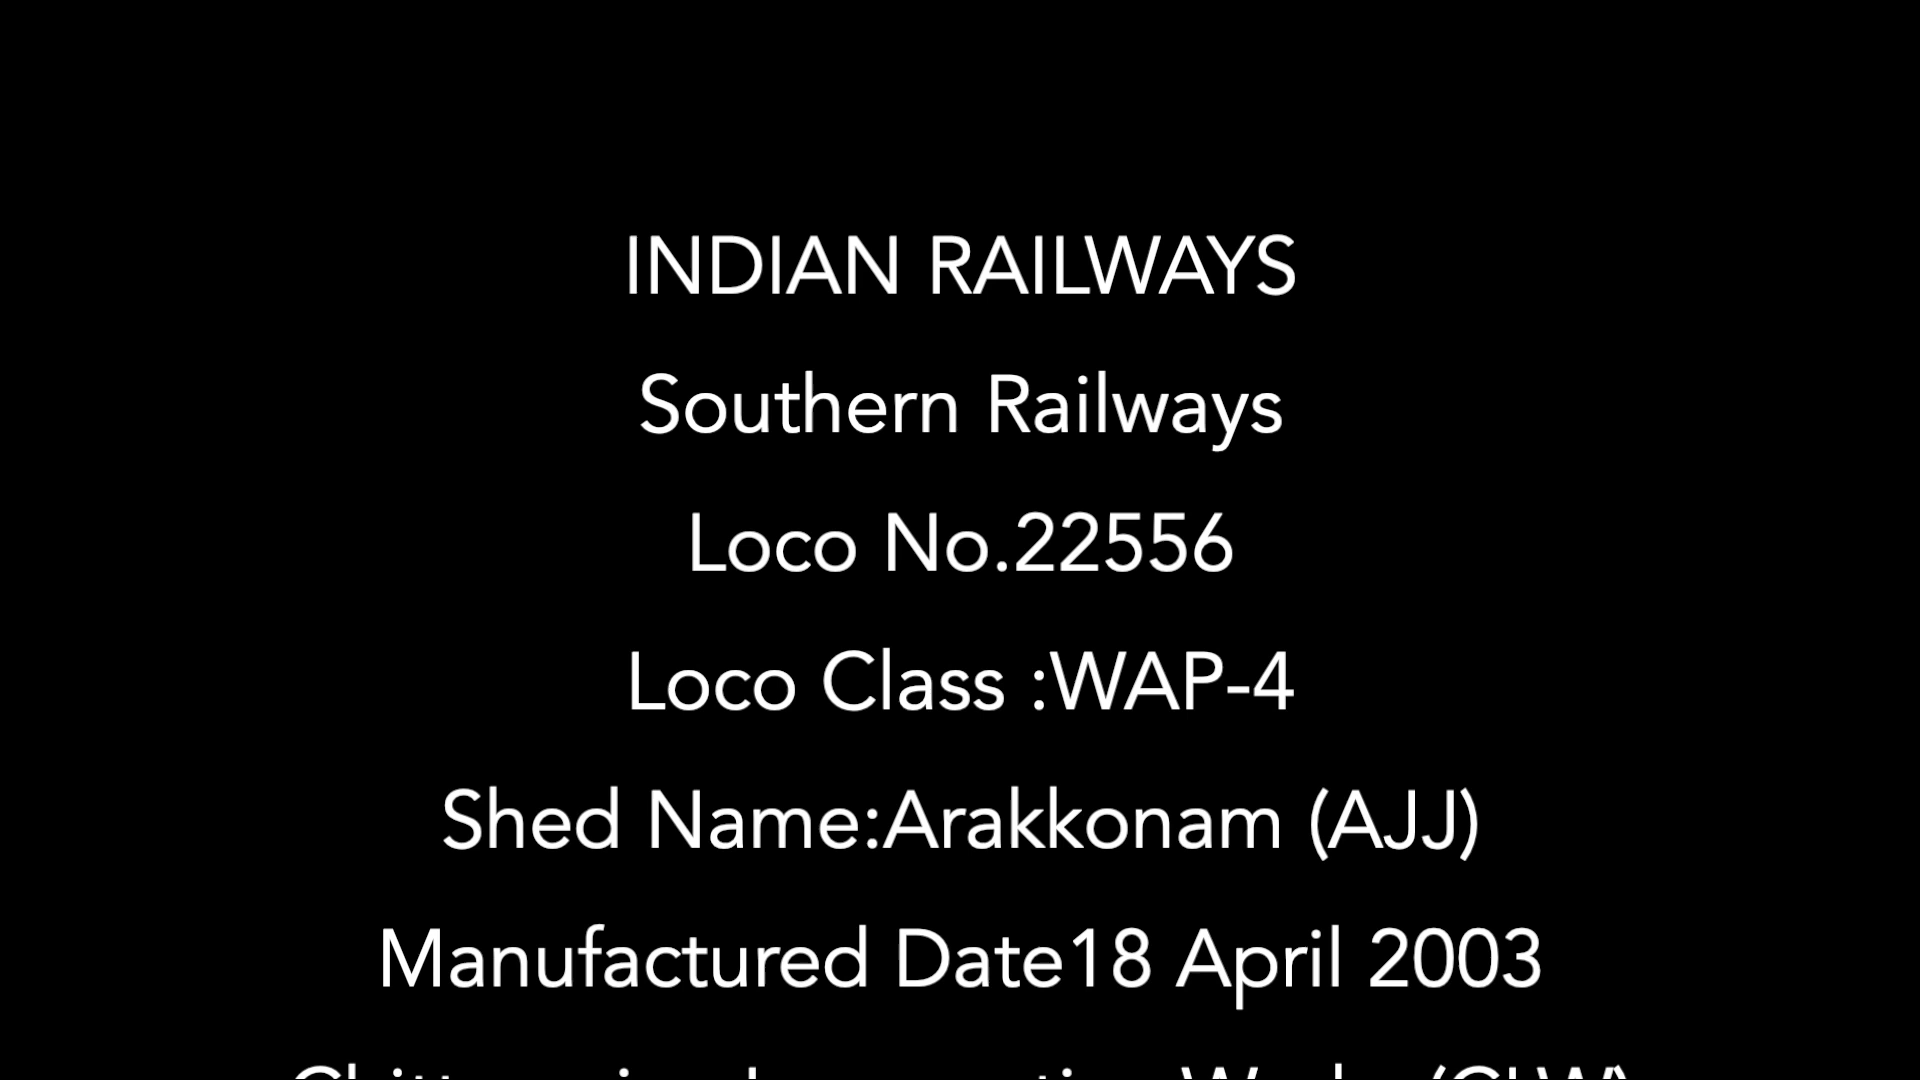 INDIAN RAILWAYS
Southern Railways
Loco No.22556
Loco Class :WAP-4
Shed Name:Arakkonam (AJJ)
Manufactured Date18 April 2003